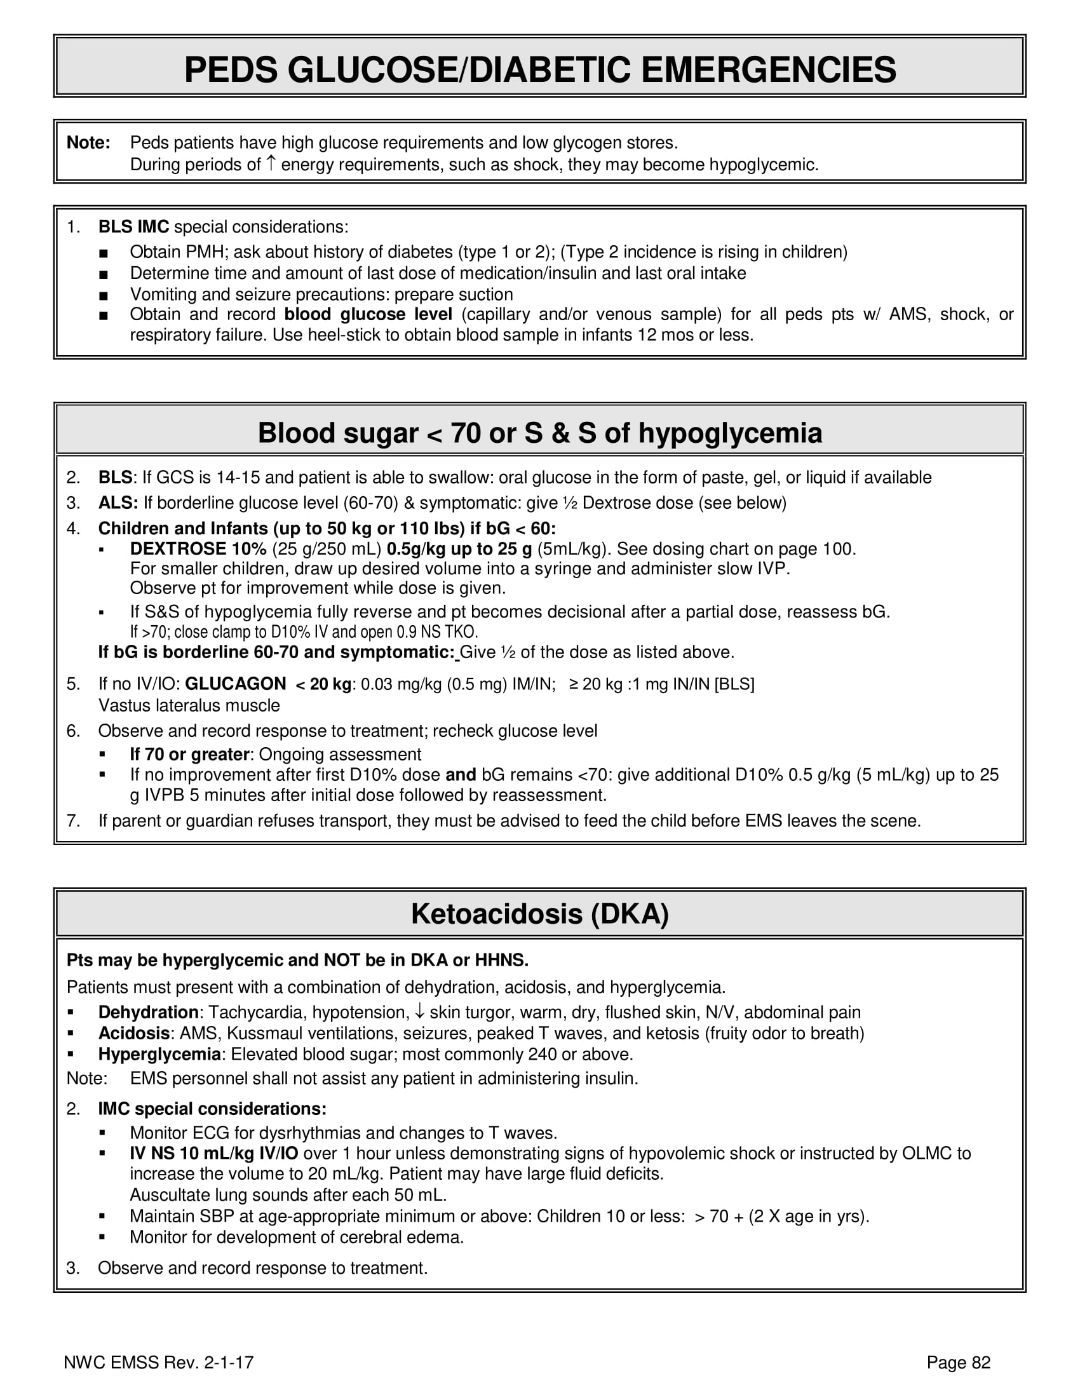 PEDS GLUCOSE/DIABETIC EMERGENCIES
Note: Peds patients have high glucose requirements and low glycogen stores.
During periods of ↑ energy requirements, such as shock, they may become hypoglycemic.
1. BLS IMC special considerations:
■ Obtain PMH; ask about history of diabetes (type 1 or 2); (Type 2 incidence is rising in children)
■ Determine time and amount of last dose of medication/insulin and last oral intake
■ Vomiting and seizure precautions: prepare suction
■ Obtain and record blood glucose level (capillary and/or venous sample) for all peds pts w/ AMS, shock, or
respiratory failure. Use heel-stick to obtain blood sample in infants 12 mos or less.
Blood sugar < 70 or S & S of hypoglycemia
2. BLS: If GCS is 14-15 and patient is able to swallow: oral glucose in the form of paste, gel, or liquid if available
3. ALS: If borderline glucose level (60-70) & symptomatic: give ½ Dextrose dose (see below)
4. Children and Infants (up to 50 kg or 110 lbs) if bG < 60:
▪ DEXTROSE 10% (25 g/250 mL) 0.5g/kg up to 25 g (5mL/kg). See dosing chart on page 100.
For smaller children, draw up desired volume into a syringe and administer slow IVP.
Observe pt for improvement while dose is given.
▪ If S&S of hypoglycemia fully reverse and pt becomes decisional after a partial dose, reassess bG.
If >70; close clamp to D10% IV and open 0.9 NS TKO.
If bG is borderline 60-70 and symptomatic: Give ½ of the dose as listed above.
5. If no IV/IO: GLUCAGON < 20 kg: 0.03 mg/kg (0.5 mg) IM/IN; ≥ 20 kg :1 mg IN/IN [BLS]
Vastus lateralus muscle
6. Observe and record response to treatment; recheck glucose level
▪ If 70 or greater: Ongoing assessment
▪ If no improvement after first D10% dose and bG remains <70: give additional D10% 0.5 g/kg (5 mL/kg) up to 25
g IVPB 5 minutes after initial dose followed by reassessment.
7. If parent or guardian refuses transport, they must be advised to feed the child before EMS leaves the scene.
Ketoacidosis (DKA)
Pts may be hyperglycemic and NOT be in DKA or HHNS.
Patients must present with a combination of dehydration, acidosis, and hyperglycemia.
▪ Dehydration: Tachycardia, hypotension, ↓ skin turgor, warm, dry, flushed skin, N/V, abdominal pain
▪ Acidosis: AMS, Kussmaul ventilations, seizures, peaked T waves, and ketosis (fruity odor to breath)
▪ Hyperglycemia: Elevated blood sugar; most commonly 240 or above.
Note: EMS personnel shall not assist any patient in administering insulin.
2. IMC special considerations:
▪ Monitor ECG for dysrhythmias and changes to T waves.
▪ IV NS 10 mL/kg IV/IO over 1 hour unless demonstrating signs of hypovolemic shock or instructed by OLMC to
increase the volume to 20 mL/kg. Patient may have large fluid deficits.
Auscultate lung sounds after each 50 mL.
▪ Maintain SBP at age-appropriate minimum or above: Children 10 or less: > 70 + (2 X age in yrs).
▪ Monitor for development of cerebral edema.
3. Observe and record response to treatment.
NWC EMSS Rev. 2-1-17 Page 82